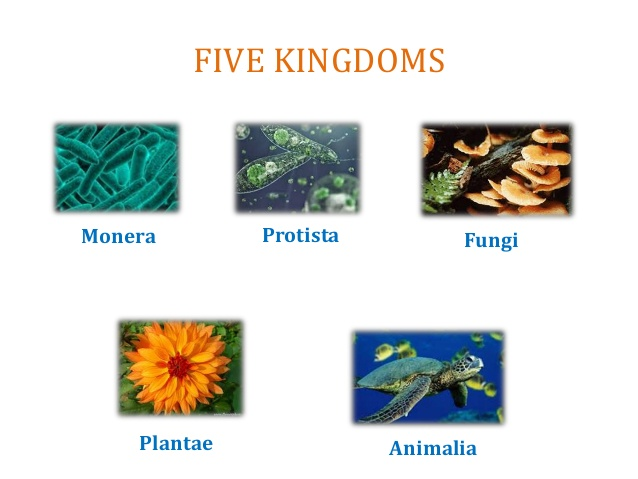 FIVE KINGDOMS
Monera
Protista
Fungi
Plantae
Animalia